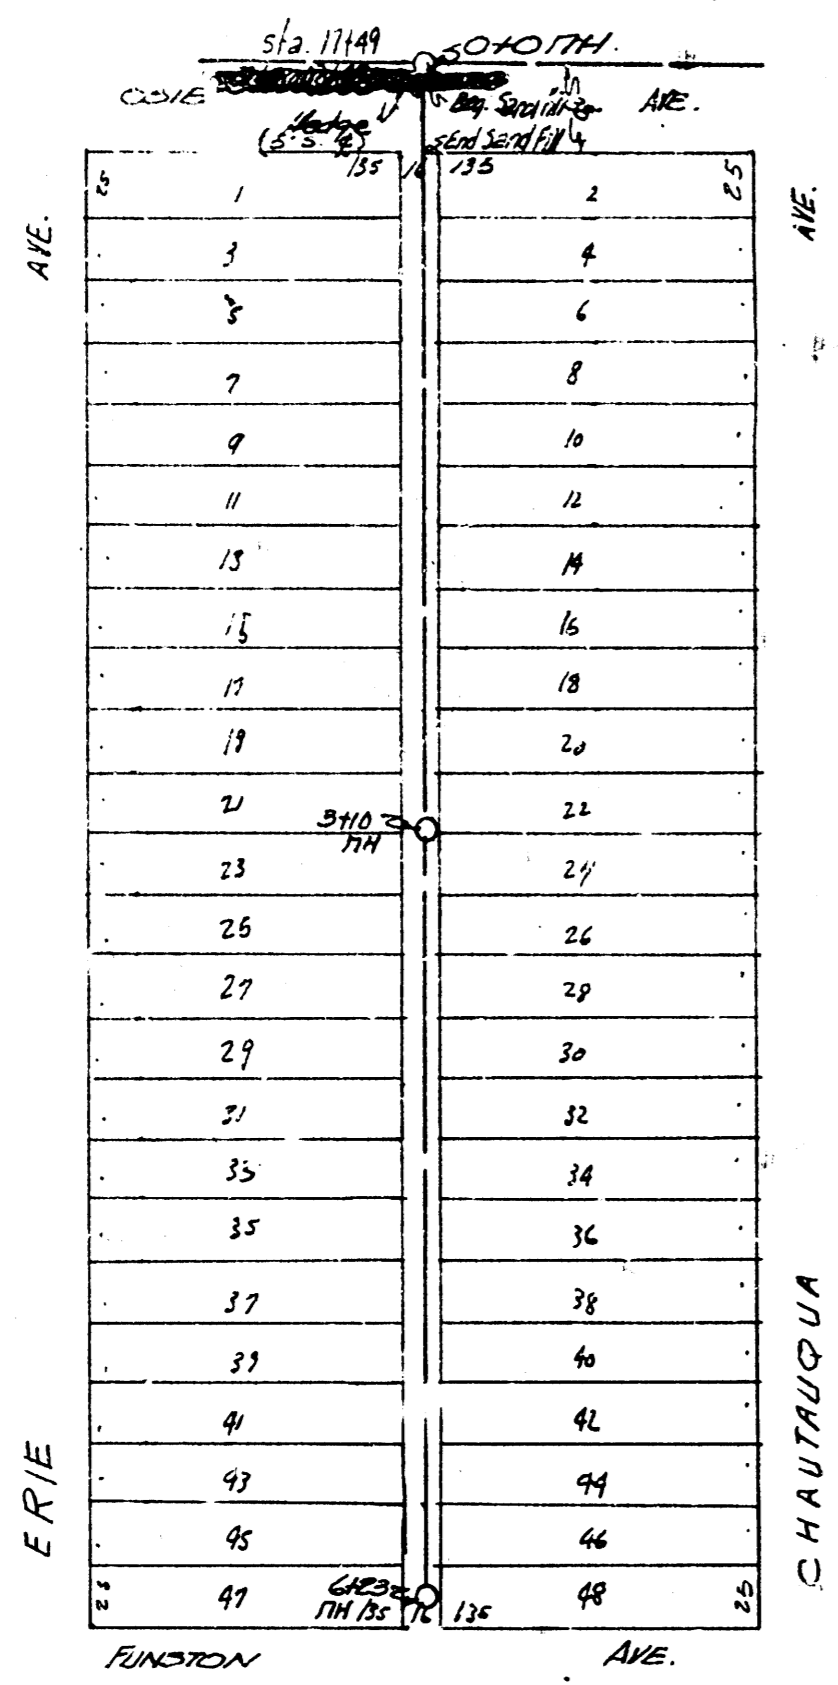 sta. 17+49 0+0 MH.
AVE.
Beg. Sand fill
(S.S. ¢) End Sand Fill
135 16 135
25 1 2 25
AVE. AVE.
3 4
5 6
7 8
9 10
11 12
13 14
15 16
17 18
19 20
21 22
3+10
MH
23 24
25 26
27 28
29 30
31 32
33 34
35 36
37 38
39 40
41 42
43 44
45 46
ERIE CHAUTAUQUA
25 47 6+23 48 25
MH 135 16 135
FUNSTON AVE.